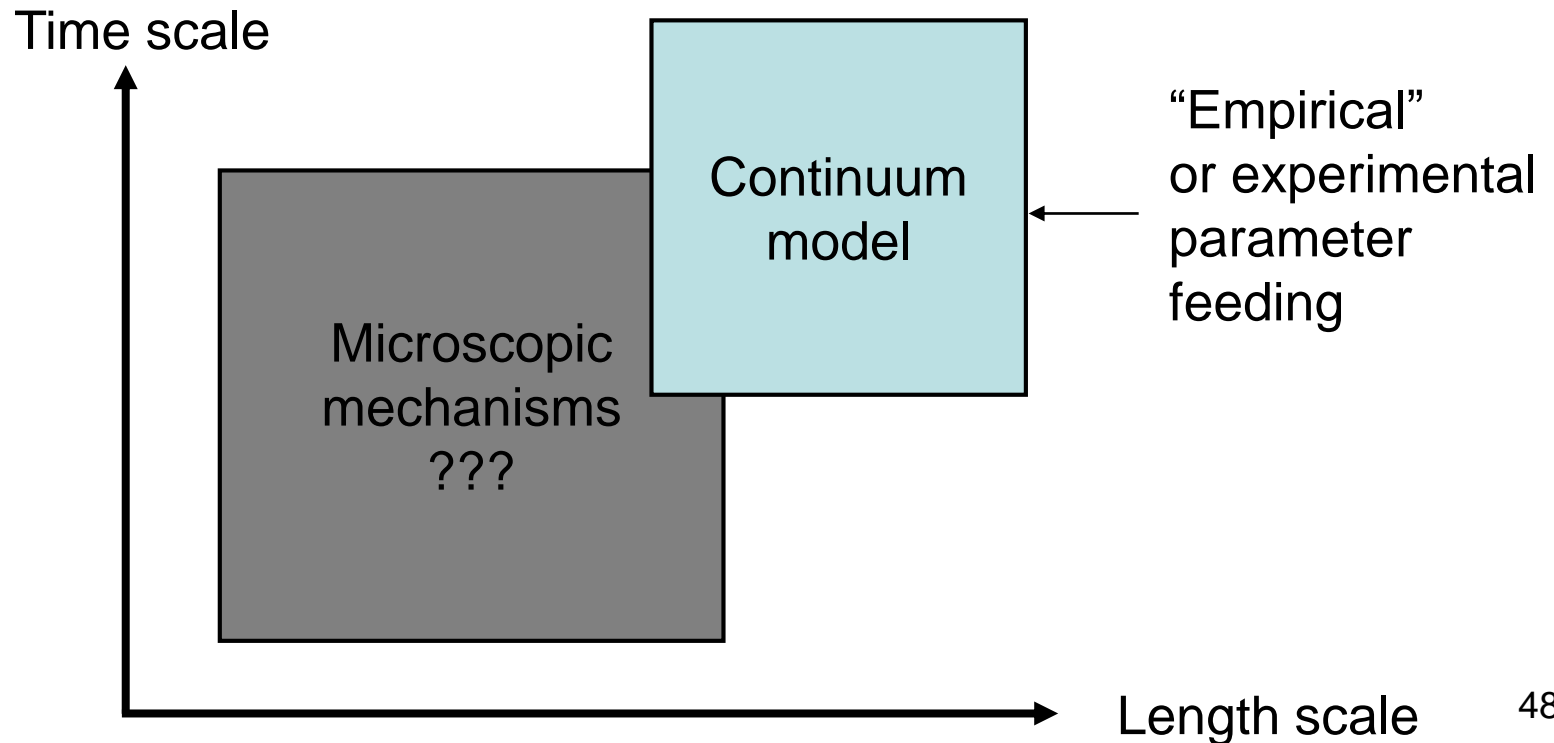 Time scale
“Empirical”
or experimental
parameter
feeding
Continuum
model
Microscopic
mechanisms
???
Length scale
48